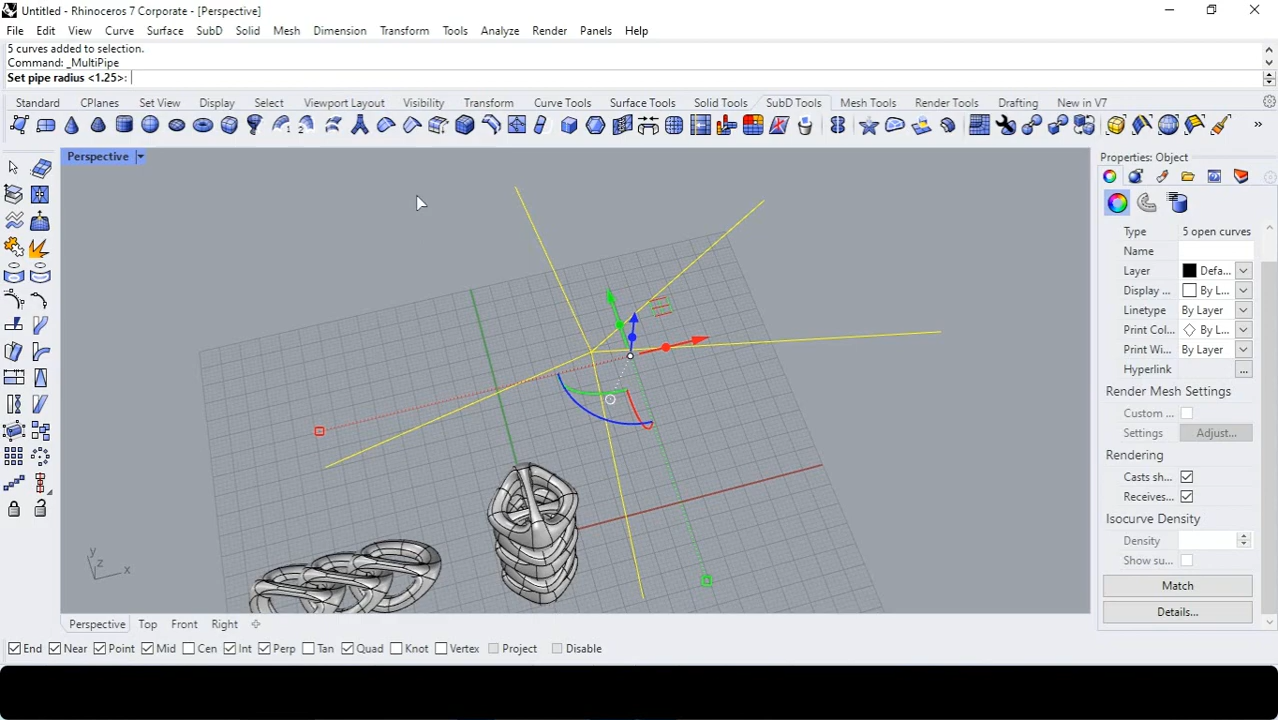 Untitled - Rhinoceros 7 Corporate - [Perspective]
File Edit View Curve Surface SubD Solid Mesh Dimension Transform Tools Analyze Render Panels Help
5 curves added to selection.
Command: _MultiPipe
Set pipe radius <1.25>:
Standard CPlanes Set View Display Select Viewport Layout Visibility Transform Curve Tools Surface Tools Solid Tools SubD Tools Mesh Tools Render Tools Drafting New in V7
Perspective
Properties: Object
Type 5 open curves
Name
Layer Defa...
Display ... By L...
Linetype By Layer
Print Col... By L...
Print Wi... By Layer
Hyperlink ...
Render Mesh Settings
Custom ...
Settings Adjust...
Rendering
Casts sh...
Receives...
Isocurve Density
Density
Show su...
Match
Details...
y
z
x
Perspective Top Front Right
End Near Point Mid Cen Int Perp Tan Quad Knot Vertex Project Disable